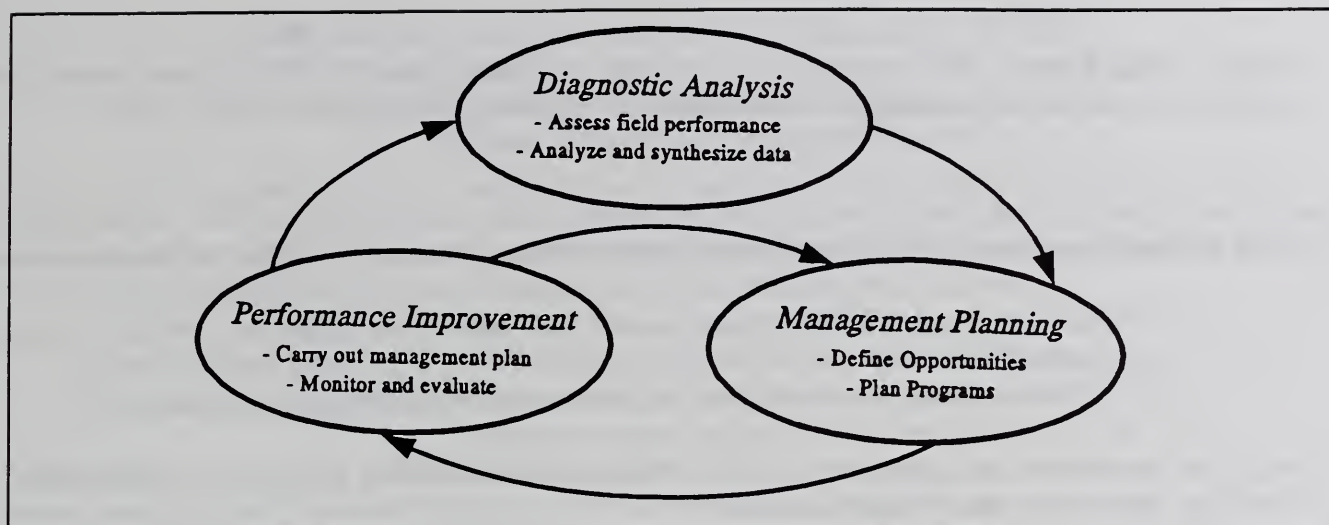 Diagnostic Analysis
- Assess field performance
- Analyze and synthesize data
Performance Improvement
- Carry out management plan
- Monitor and evaluate
Management Planning
- Define Opportunities
- Plan Programs